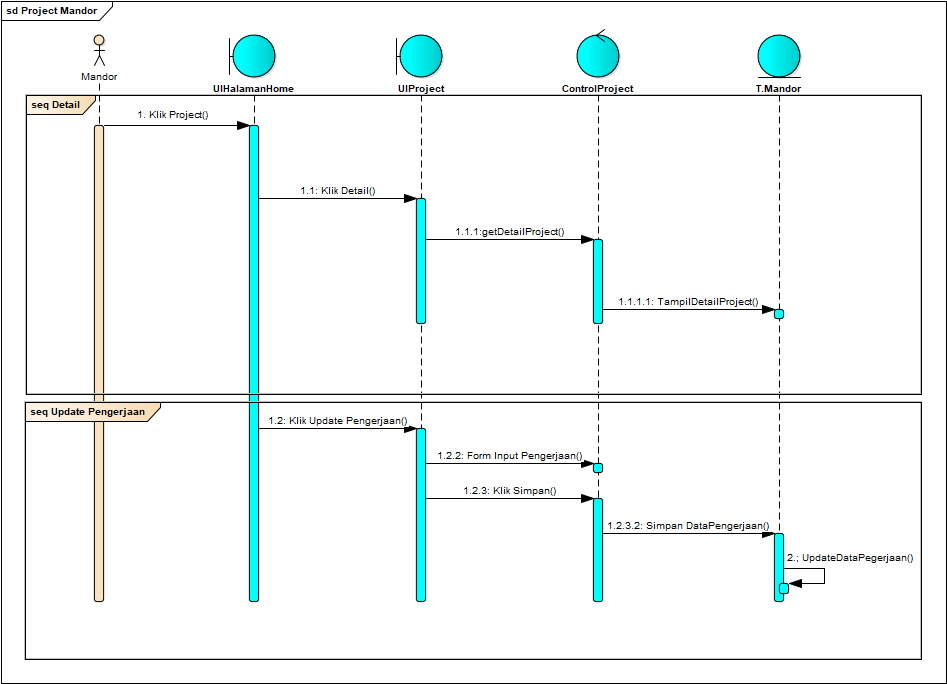 sd Project Mandor
Mandor
UIHalamanHome
UIProject
ControlProject
T.Mandor
seq Detail
1. Klik Project()
1.1: Klik Detail()
1.1.1:getDetailProject()
1.1.1.1: TampilDetailProject()
seq Update Pengerjaan
1.2: Klik Update Pengerjaan()
1.2.2: Form Input Pengerjaan()
1.2.3: Klik Simpan()
1.2.3.2: Simpan DataPengerjaan()
2.; UpdateDataPegerjaan()